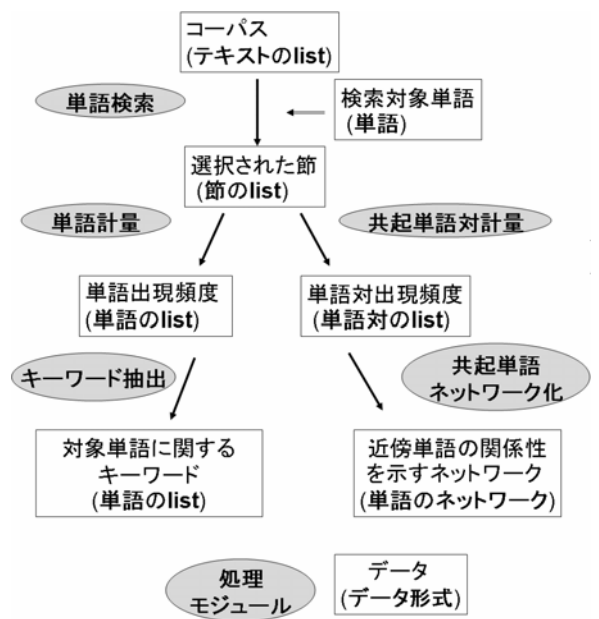 コーパス
(テキストのlist)
単語検索
検索対象単語
(単語)
選択された節
(節のlist)
単語計量
共起単語対計量
単語出現頻度
(単語のlist)
単語対出現頻度
(単語対のlist)
キーワード抽出
共起単語
ネットワーク化
対象単語に関する
キーワード
(単語のlist)
近傍単語の関係性
を示すネットワーク
(単語のネットワーク)
処理
モジュール
データ
(データ形式)